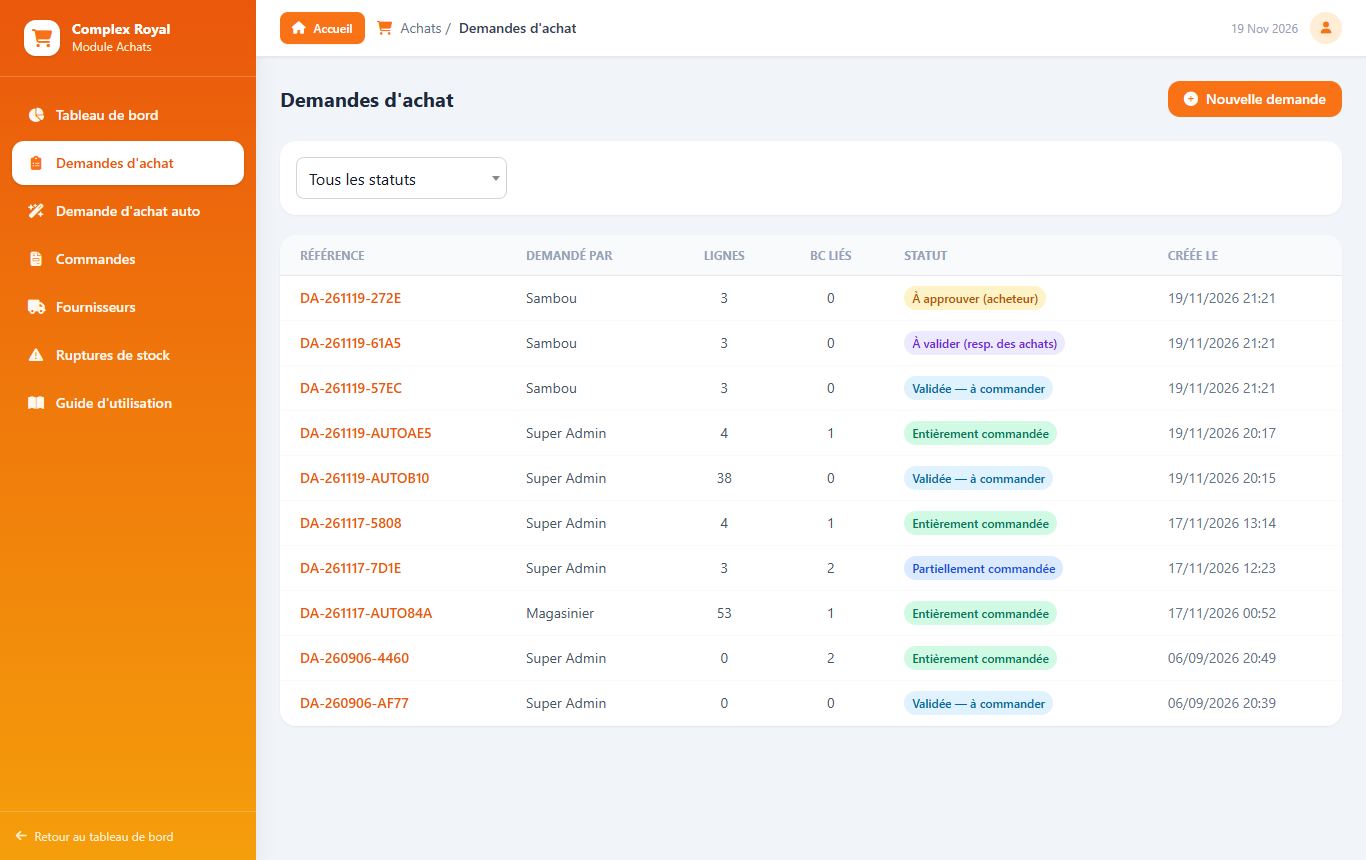 Complex Royal
Module Achats
Tableau de bord
Demandes d'achat
Demande d'achat auto
Commandes
Fournisseurs
Ruptures de stock
Guide d'utilisation
Retour au tableau de bord
Accueil Achats / Demandes d'achat 19 Nov 2026
Demandes d'achat Nouvelle demande
Tous les statuts
RÉFÉRENCE DEMANDÉ PAR LIGNES BC LIÉS STATUT CRÉÉE LE
DA-261119-272E Sambou 3 0 À approuver (acheteur) 19/11/2026 21:21
DA-261119-61A5 Sambou 3 0 À valider (resp. des achats) 19/11/2026 21:21
DA-261119-57EC Sambou 3 0 Validée — à commander 19/11/2026 21:21
DA-261119-AUTOAE5 Super Admin 4 1 Entièrement commandée 19/11/2026 20:17
DA-261119-AUTOB10 Super Admin 38 0 Validée — à commander 19/11/2026 20:15
DA-261117-5808 Super Admin 4 1 Entièrement commandée 17/11/2026 13:14
DA-261117-7D1E Super Admin 3 2 Partiellement commandée 17/11/2026 12:23
DA-261117-AUTO84A Magasinier 53 1 Entièrement commandée 17/11/2026 00:52
DA-260906-4460 Super Admin 0 2 Entièrement commandée 06/09/2026 20:49
DA-260906-AF77 Super Admin 0 0 Validée — à commander 06/09/2026 20:39